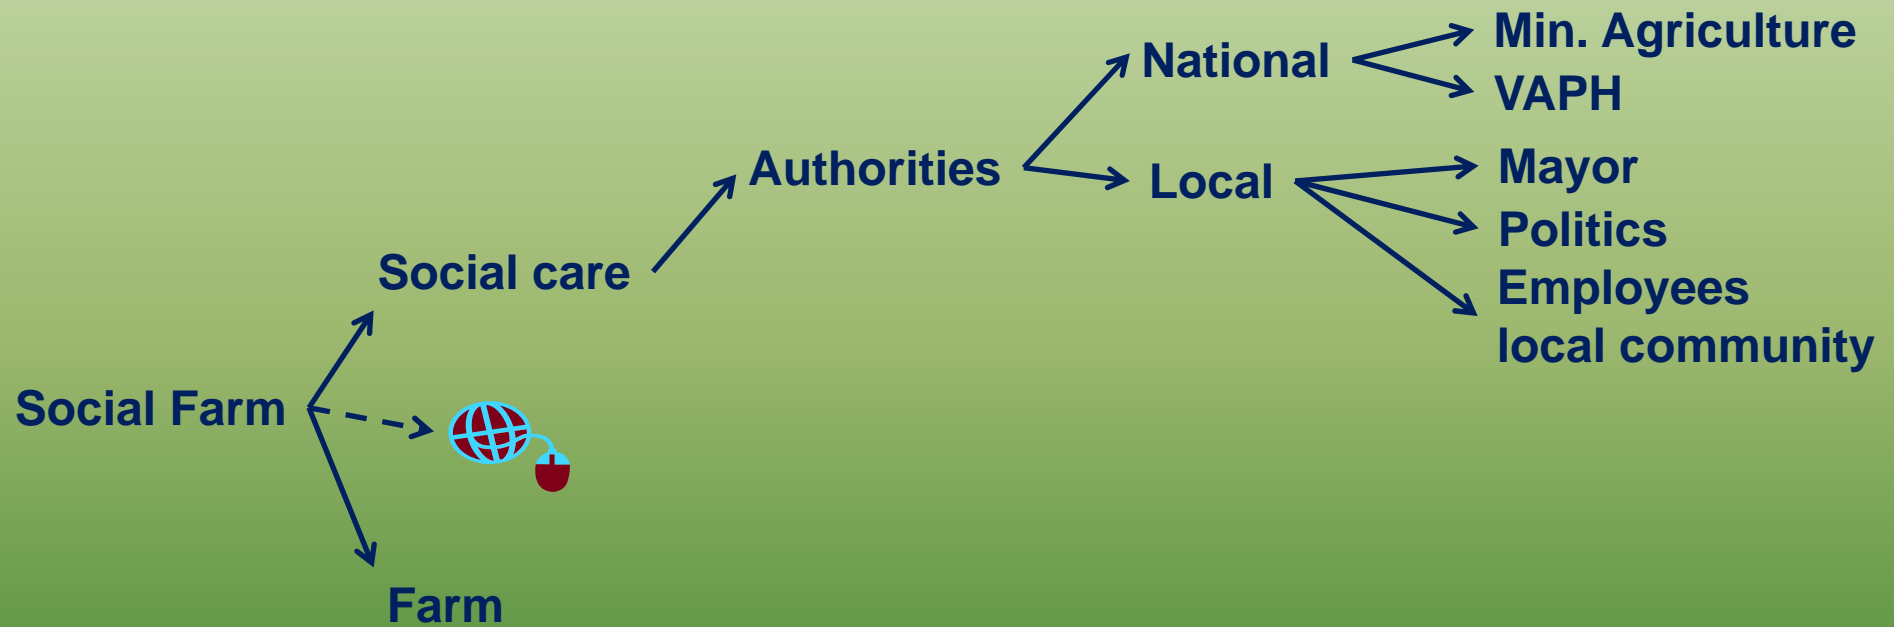 Min. Agriculture
National
VAPH
Authorities
Mayor
Local
Politics
Social care
Employees
local community
Social Farm
Farm